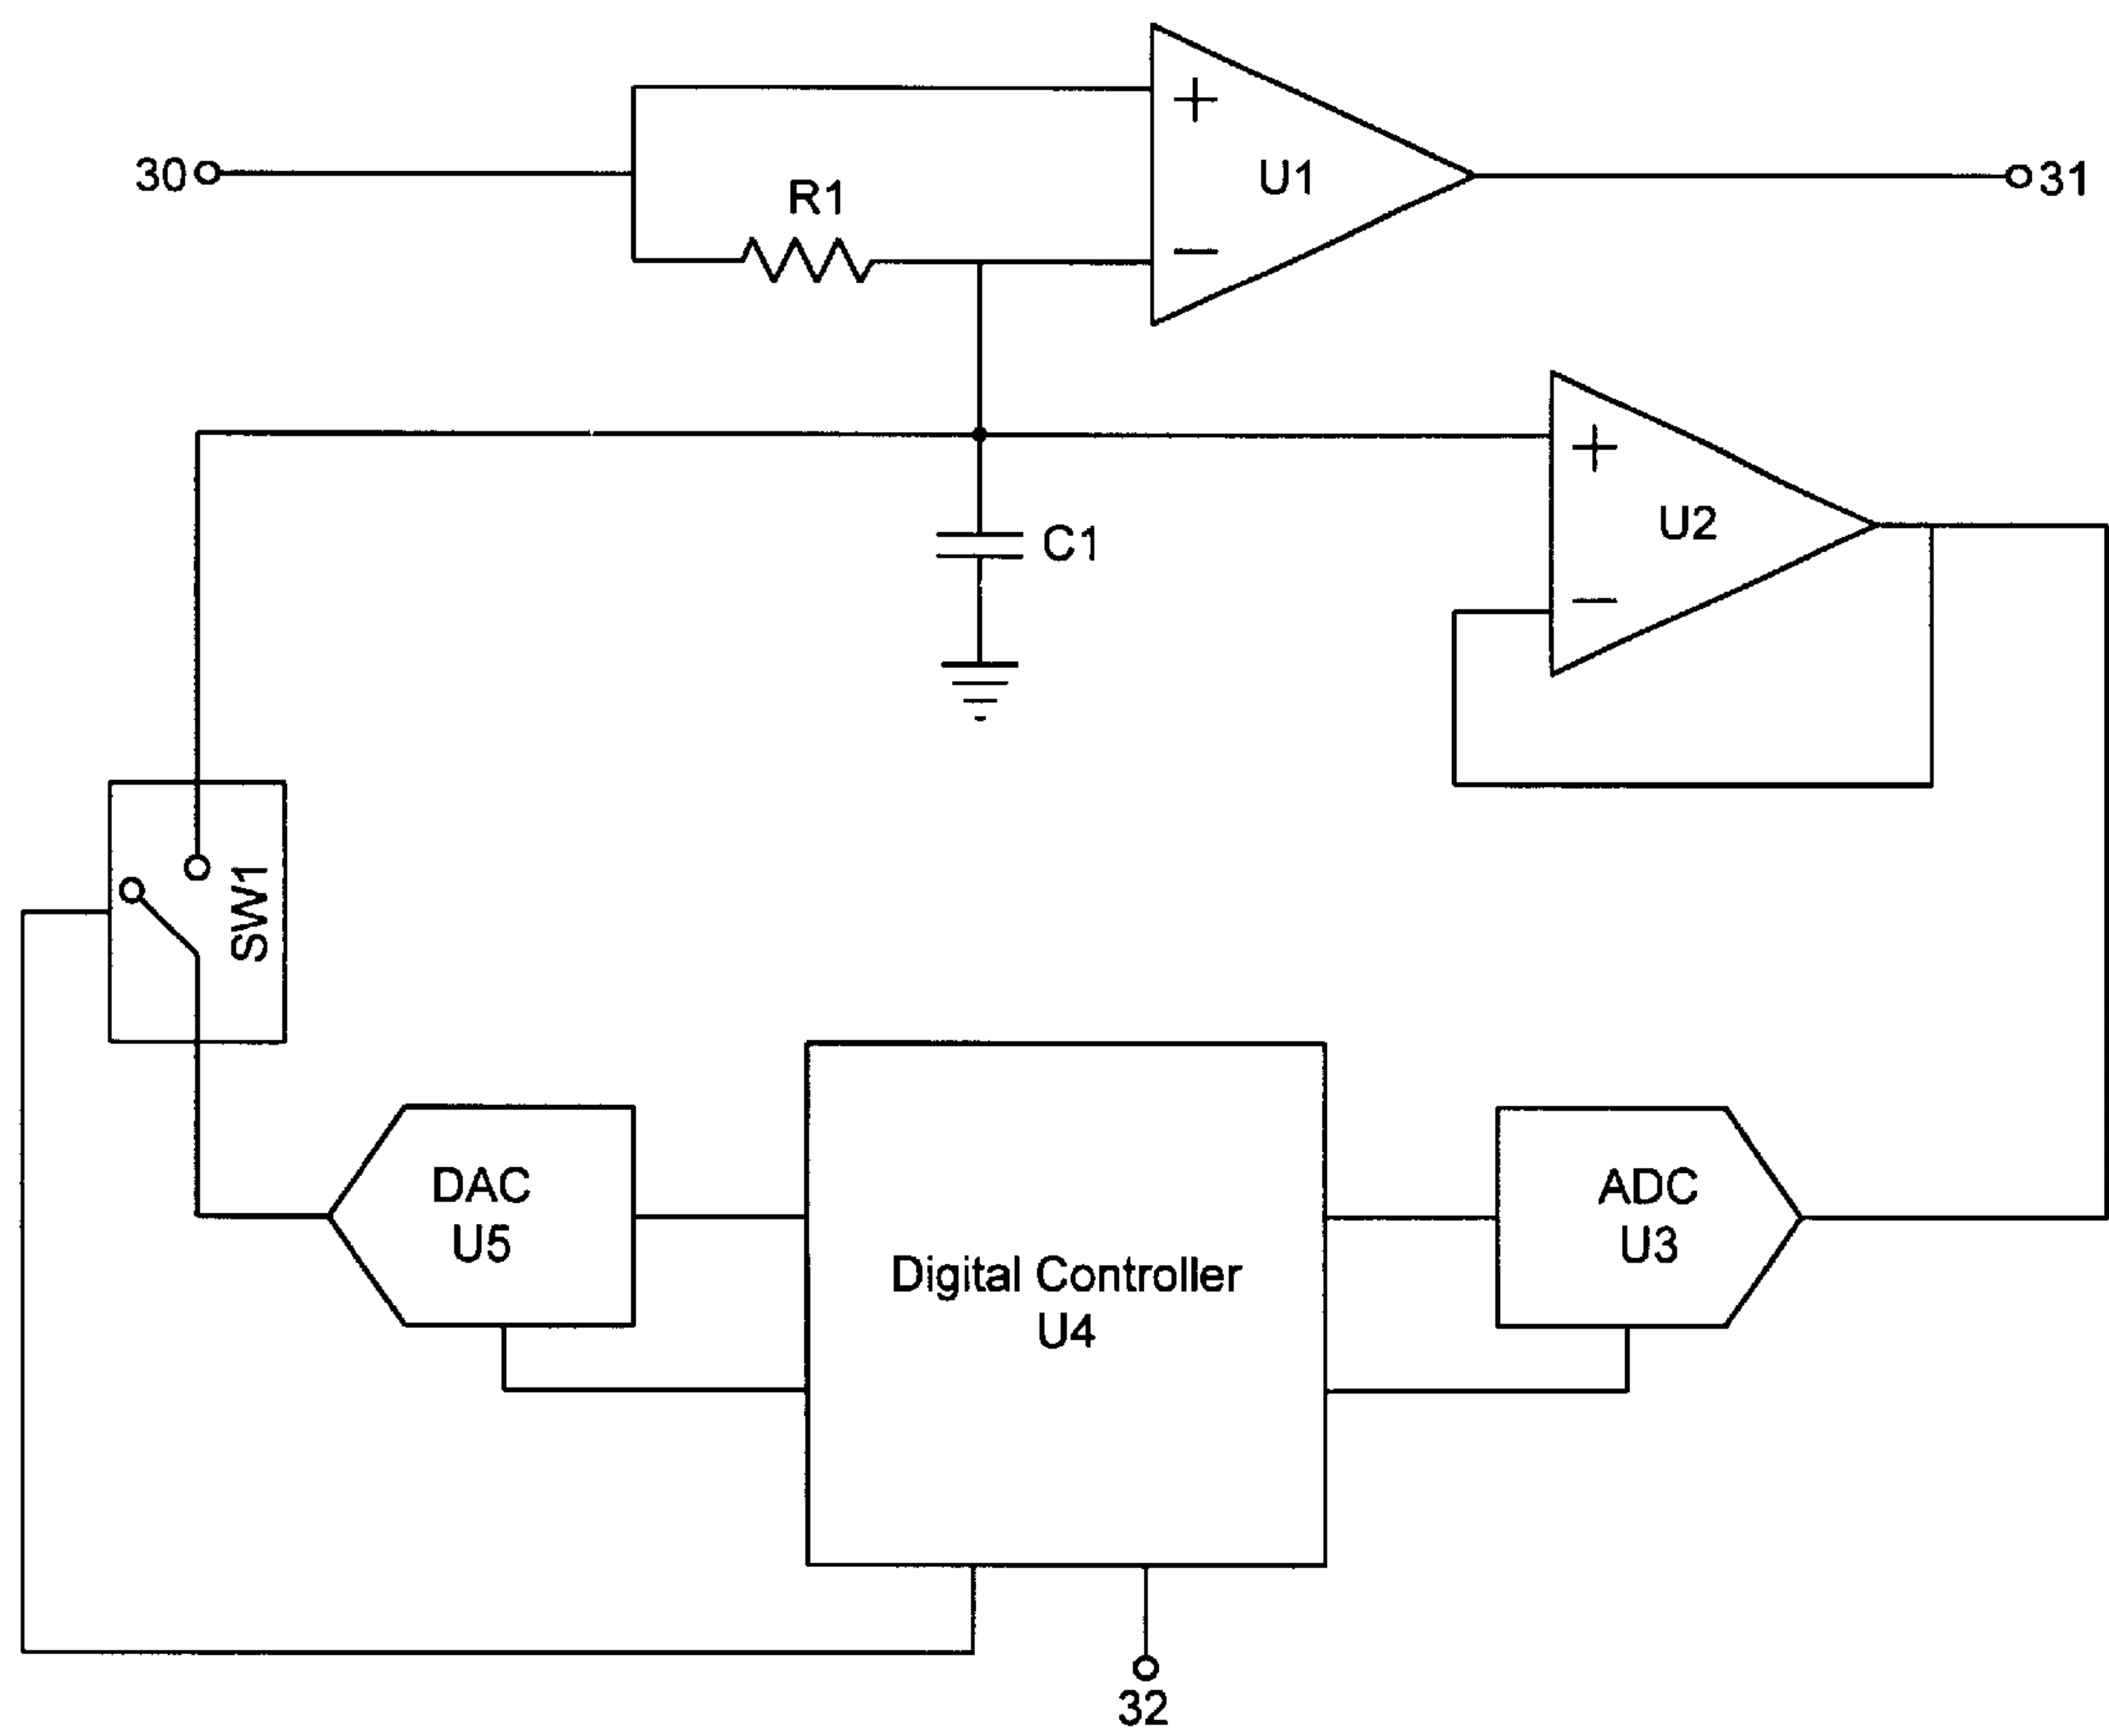 +
U1
30
31
R1
−
+
U2
C1
−
SW1
DAC
U5
ADC
U3
Digital Controller
U4
32